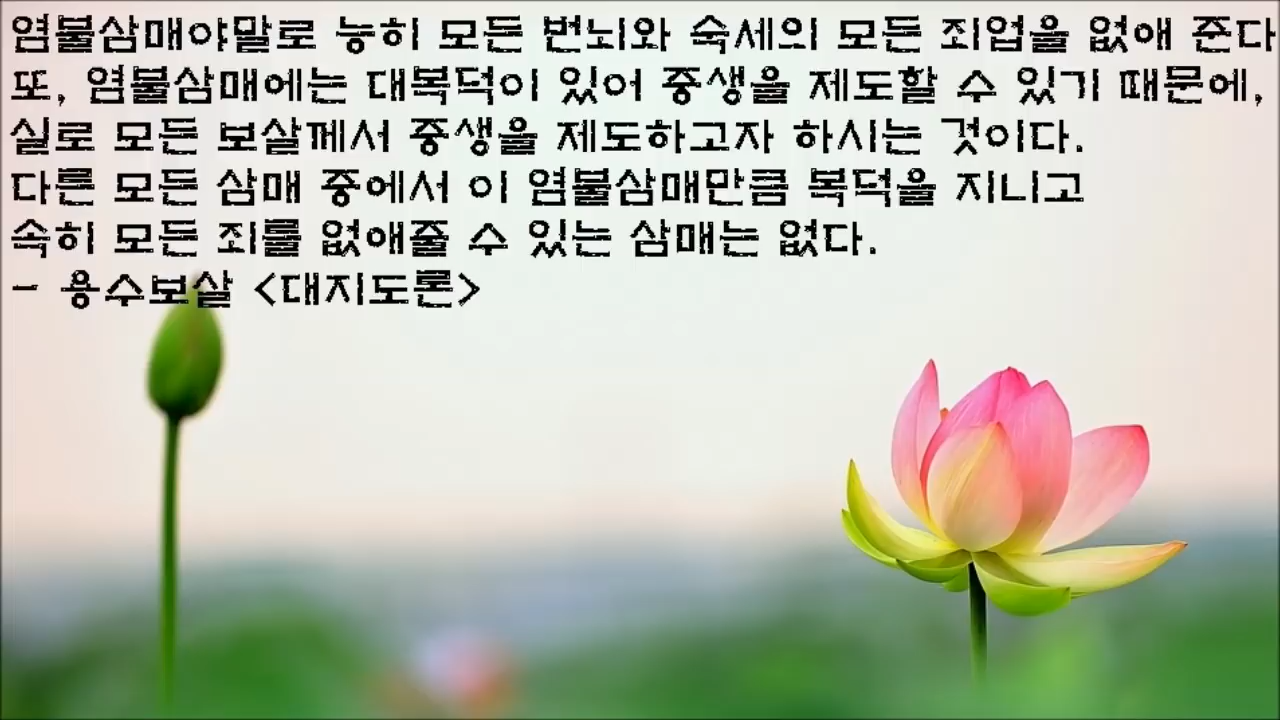 염불삼매야말로 능히 모든 번뇌와 숙세의 모든 죄업을 없애 준다
또, 염불삼매에는 대복덕이 있어 중생을 제도할 수 있기 때문에,
실로 모든 보살께서 중생을 제도하고자 하시는 것이다.
다른 모든 삼매 중에서 이 염불삼매만큼 복덕을 지니고
속히 모든 죄를 없애줄 수 있는 삼매는 없다.
- 용수보살 <대지도론>